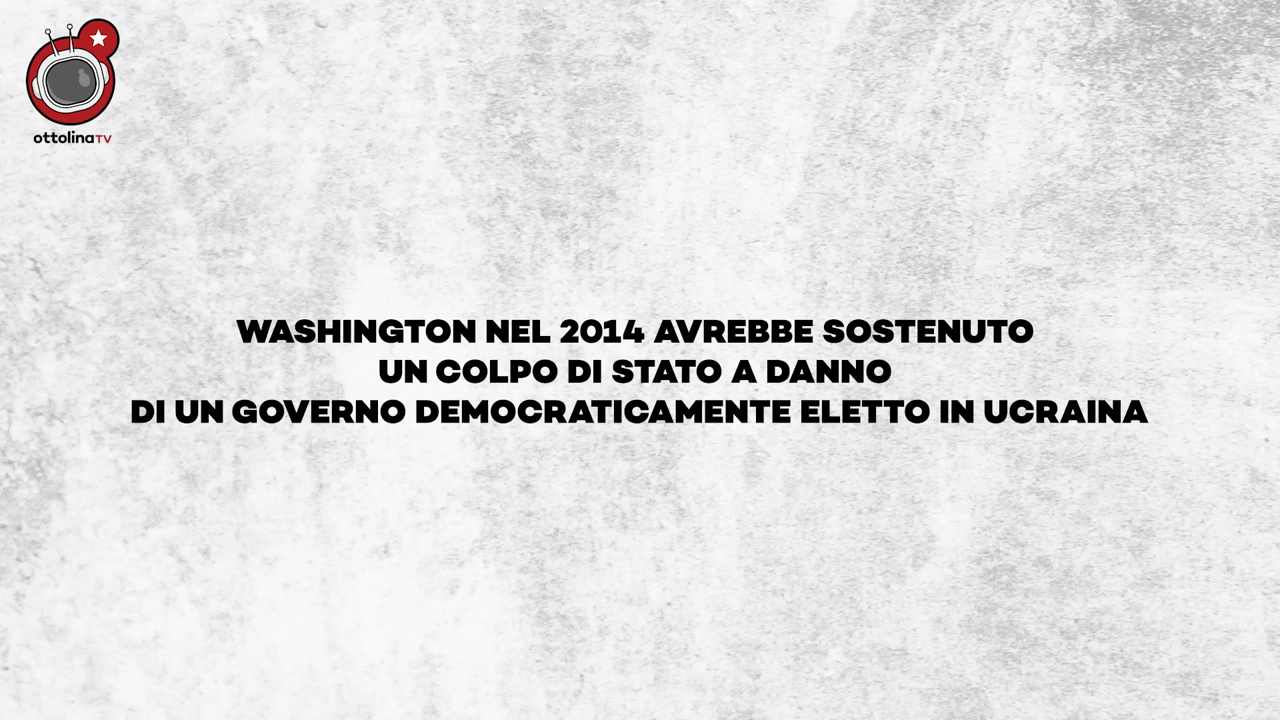 ottolinaTV
WASHINGTON NEL 2014 AVREBBE SOSTENUTO
UN COLPO DI STATO A DANNO
DI UN GOVERNO DEMOCRATICAMENTE ELETTO IN UCRAINA